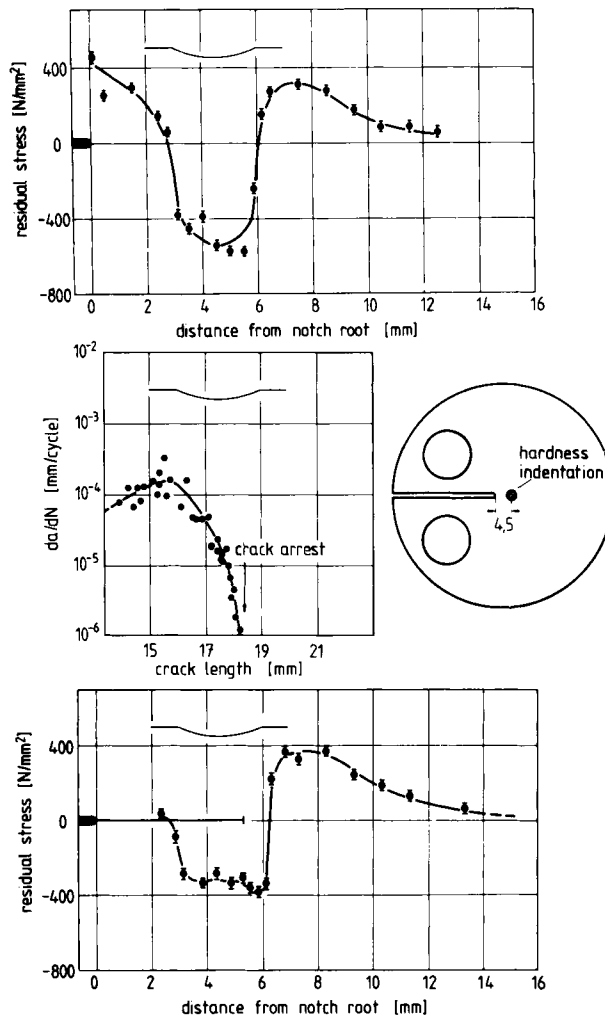 residual stress [N/mm²]
400
0
-400
-800
0 2 4 6 8 10 12 14 16
distance from notch root [mm]
da/dN [mm/cycle]
10⁻²
10⁻³
10⁻⁴
10⁻⁵
10⁻⁶
crack arrest
15 17 19 21
crack length [mm]
hardness
indentation
4,5
residual stress [N/mm²]
400
0
-400
-800
0 2 4 6 8 10 12 14 16
distance from notch root [mm]